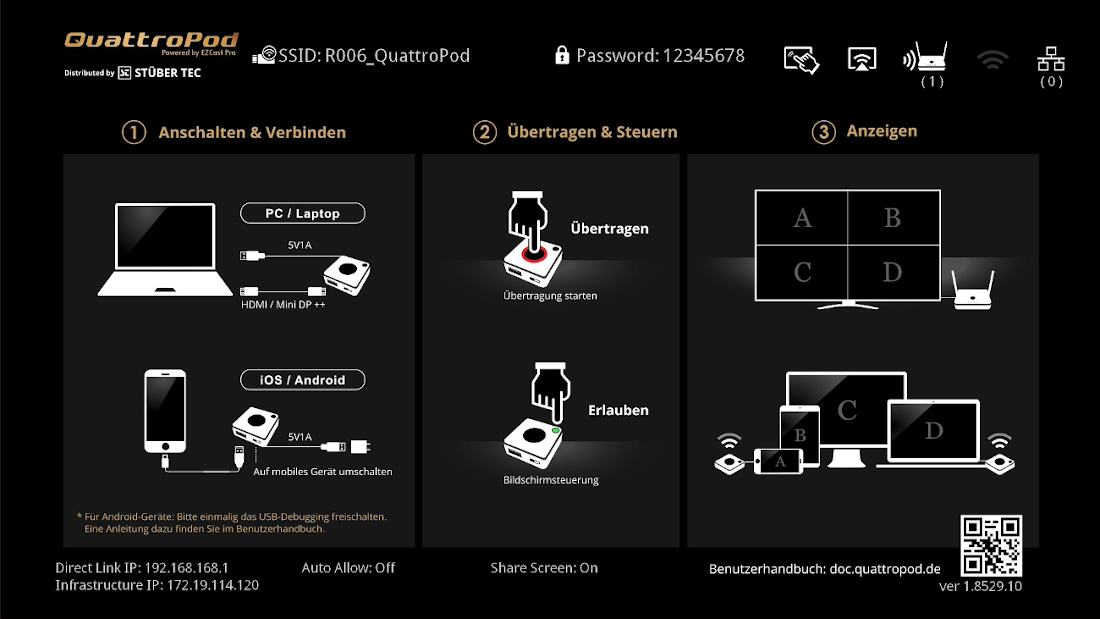 QuattroPod
Powered by EZCast Pro
Distributed by STÜBER TEC
SSID: R006_QuattroPod
Password: 12345678
(1)
(0)
1 Anschalten & Verbinden
2 Übertragen & Steuern
3 Anzeigen
PC / Laptop
5V1A
HDMI / Mini DP ++
iOS / Android
5V1A
Auf mobiles Gerät umschalten
* Für Android-Geräte: Bitte einmalig das USB-Debugging freischalten.
Eine Anleitung dazu finden Sie im Benutzerhandbuch.
Übertragen
Übertragung starten
Erlauben
Bildschirmsteuerung
A B
C D
C
B
D
A
Direct Link IP: 192.168.168.1
Auto Allow: Off
Share Screen: On
Benutzerhandbuch: doc.quattropod.de
Infrastructure IP: 172.19.114.120
ver 1.8529.10